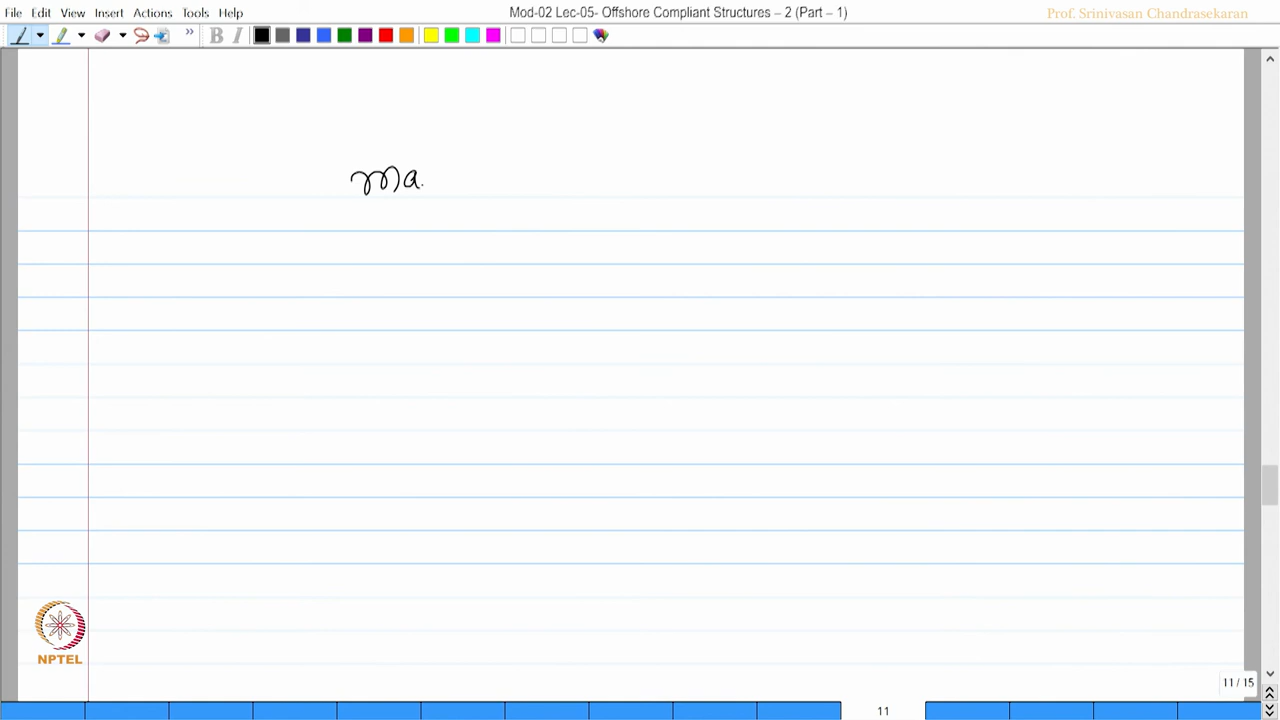 File Edit View Insert Actions Tools Help
Mod-02 Lec-05- Offshore Compliant Structures – 2 (Part – 1)
Prof. Srinivasan Chandrasekaran
B I
ma
NPTEL
11 / 15
11